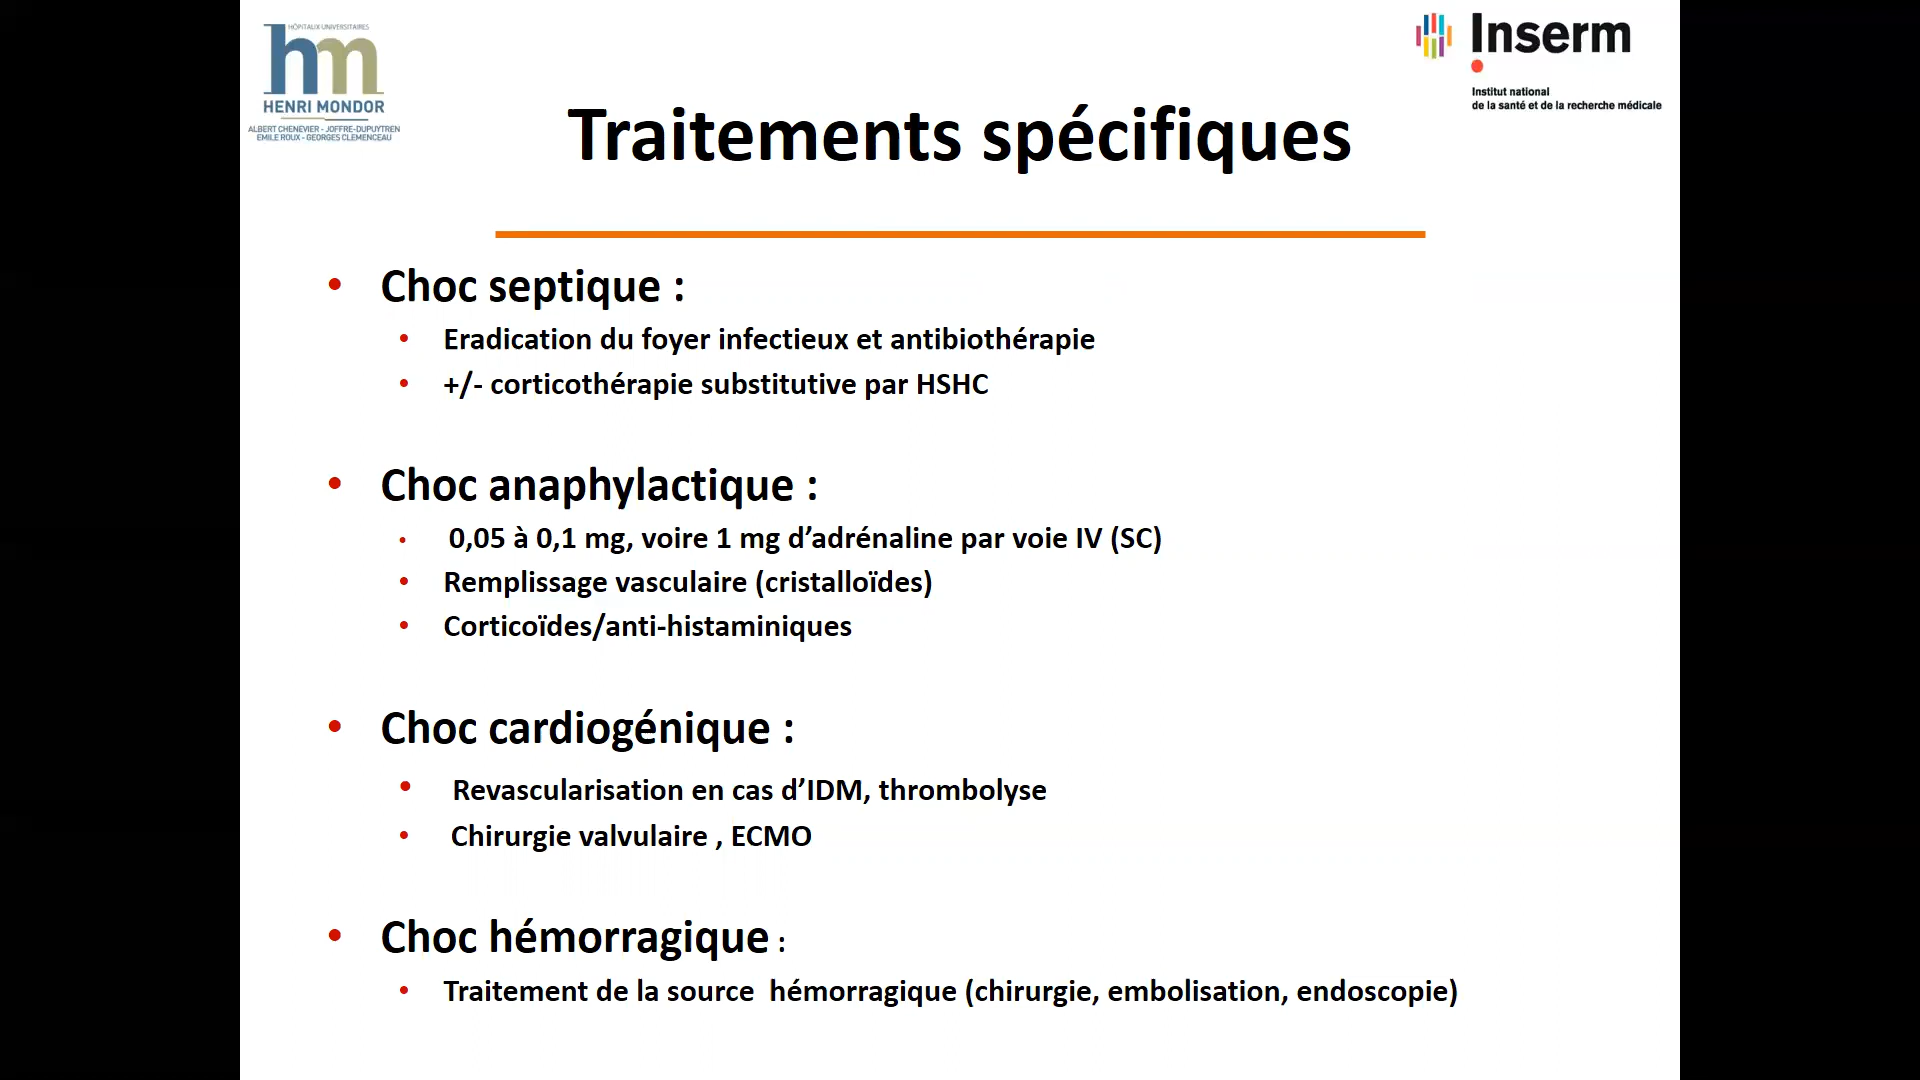 HÔPITAUX UNIVERSITAIRES
hm
HENRI MONDOR
ALBERT CHENEVIER - JOFFRE-DUPUYTREN
EMILE ROUX - GEORGES CLEMENCEAU
Inserm
Institut national
de la santé et de la recherche médicale
Traitements spécifiques
• Choc septique :
• Eradication du foyer infectieux et antibiothérapie
• +/- corticothérapie substitutive par HSHC
• Choc anaphylactique :
• 0,05 à 0,1 mg, voire 1 mg d’adrénaline par voie IV (SC)
• Remplissage vasculaire (cristalloïdes)
• Corticoïdes/anti-histaminiques
• Choc cardiogénique :
• Revascularisation en cas d’IDM, thrombolyse
• Chirurgie valvulaire , ECMO
• Choc hémorragique :
• Traitement de la source hémorragique (chirurgie, embolisation, endoscopie)